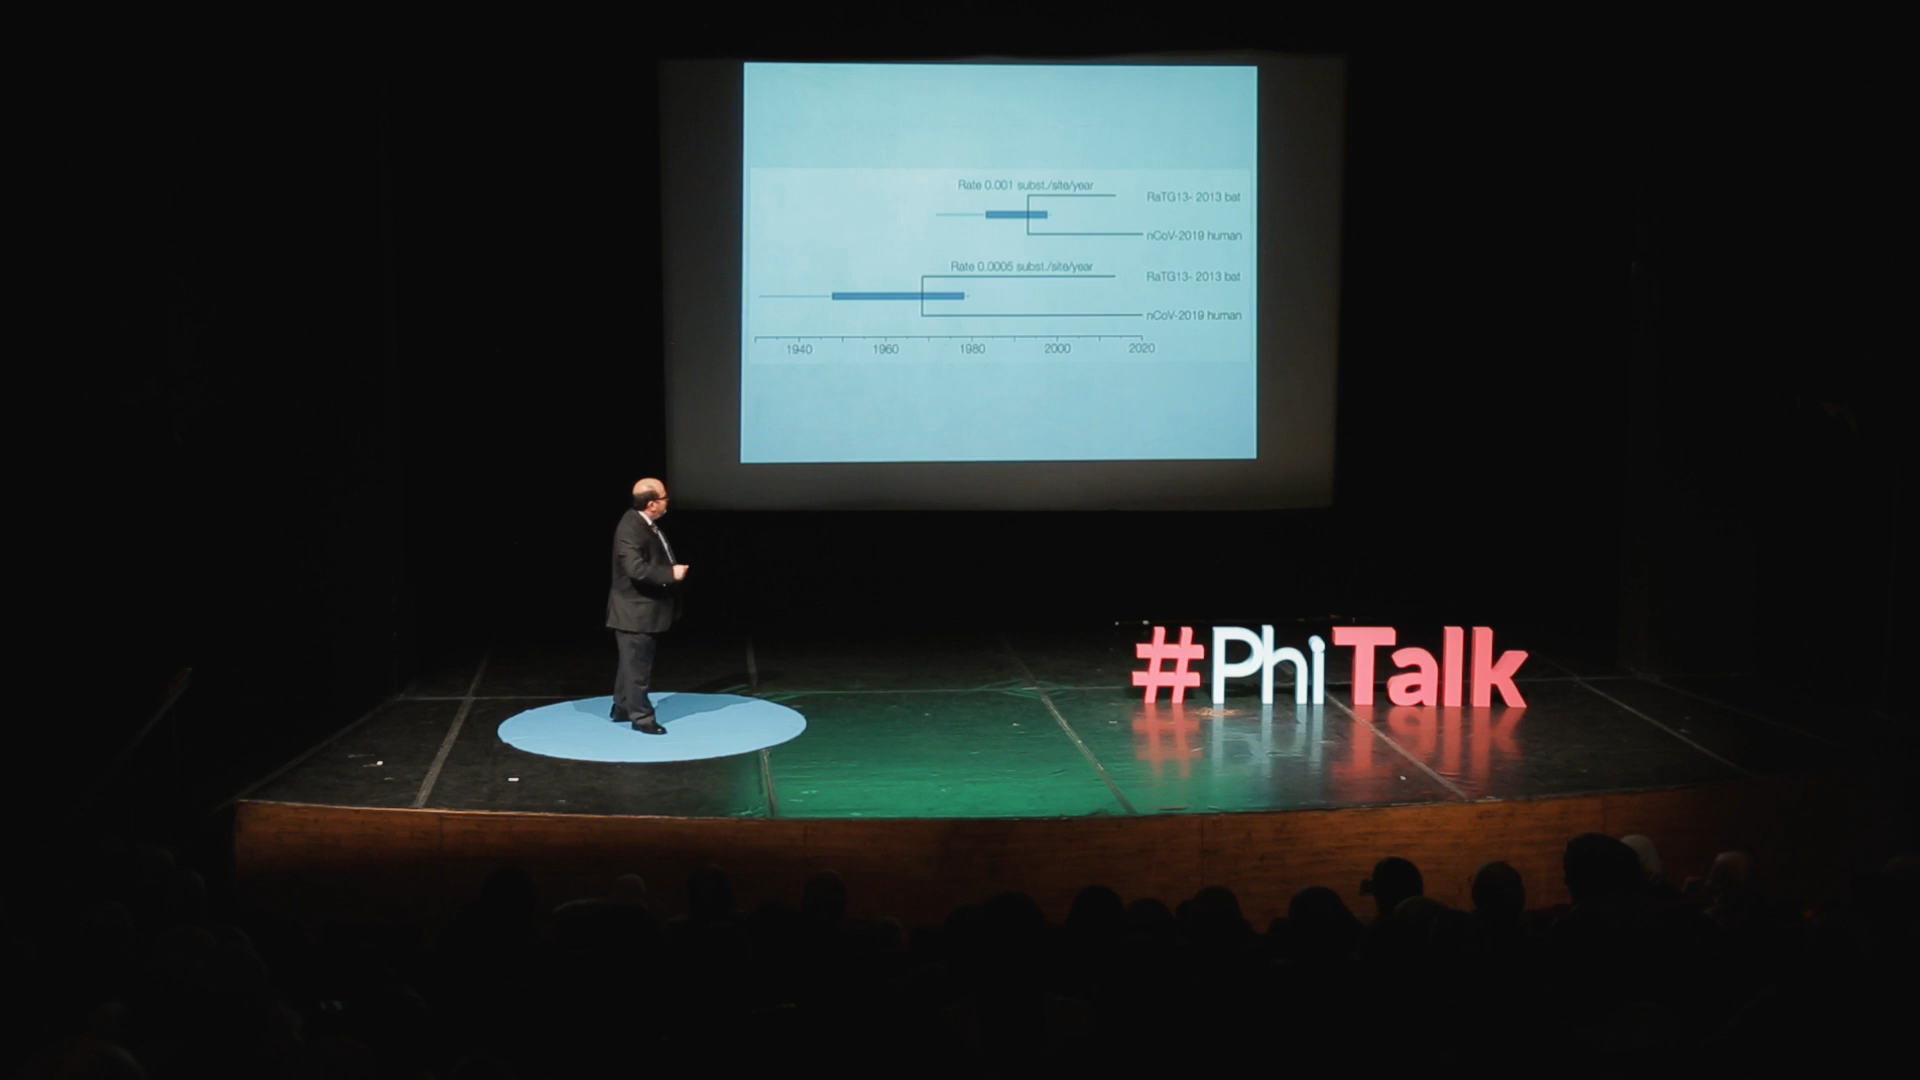 Rate 0.001 subst./site/year
RaTG13- 2013 bat
nCoV-2019 human
Rate 0.0005 subst./site/year
RaTG13- 2013 bat
nCoV-2019 human
1940 1960 1980 2000 2020
#PhiTalk